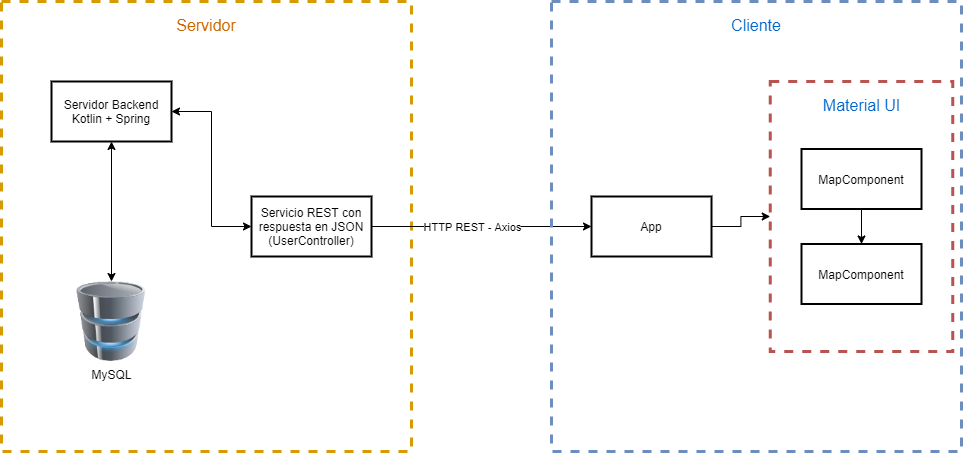 Servidor
Cliente
Servidor Backend
Kotlin + Spring
Servicio REST con
respuesta en JSON
(UserController)
MySQL
HTTP REST - Axios
App
Material UI
MapComponent
MapComponent